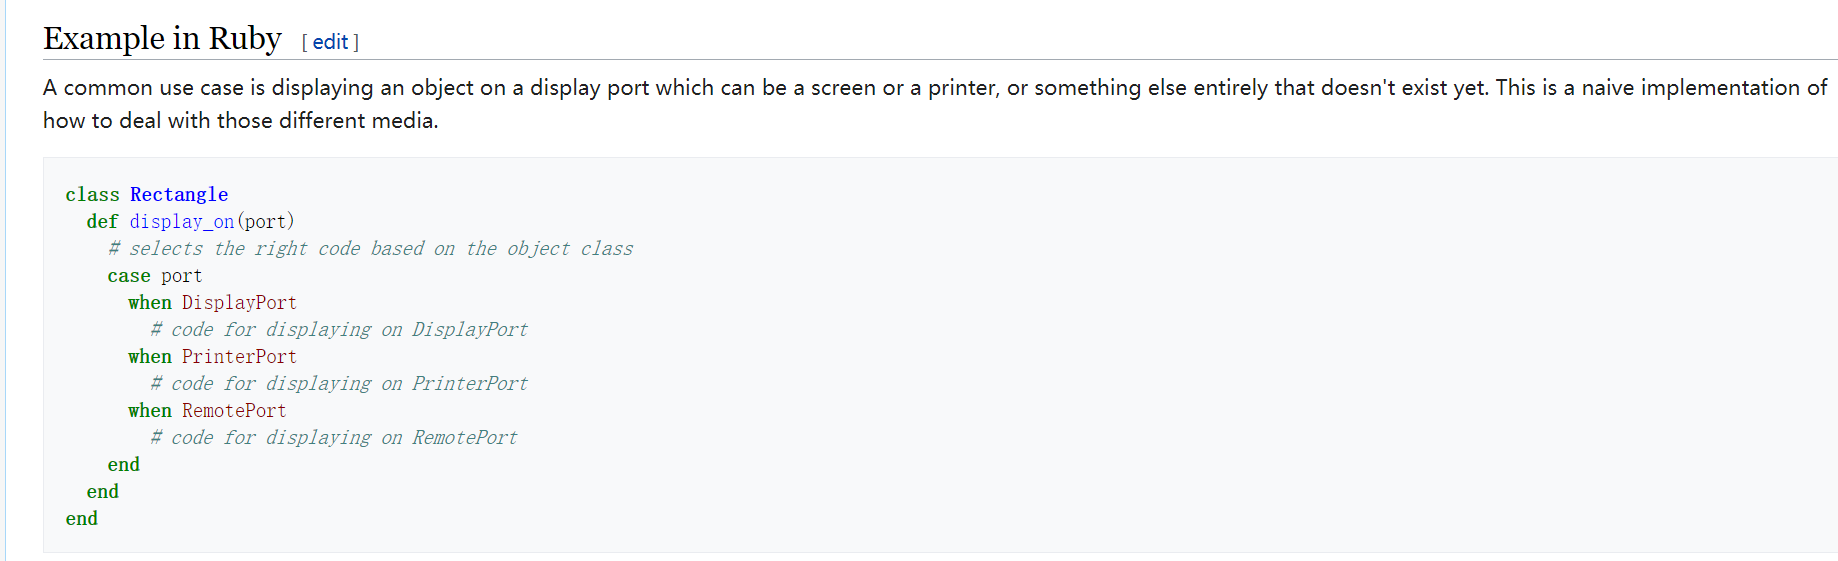 Example in Ruby [ edit ]
A common use case is displaying an object on a display port which can be a screen or a printer, or something else entirely that doesn't exist yet. This is a naive implementation of
how to deal with those different media.
class Rectangle
  def display_on(port)
    # selects the right code based on the object class
    case port
      when DisplayPort
        # code for displaying on DisplayPort
      when PrinterPort
        # code for displaying on PrinterPort
      when RemotePort
        # code for displaying on RemotePort
    end
  end
end